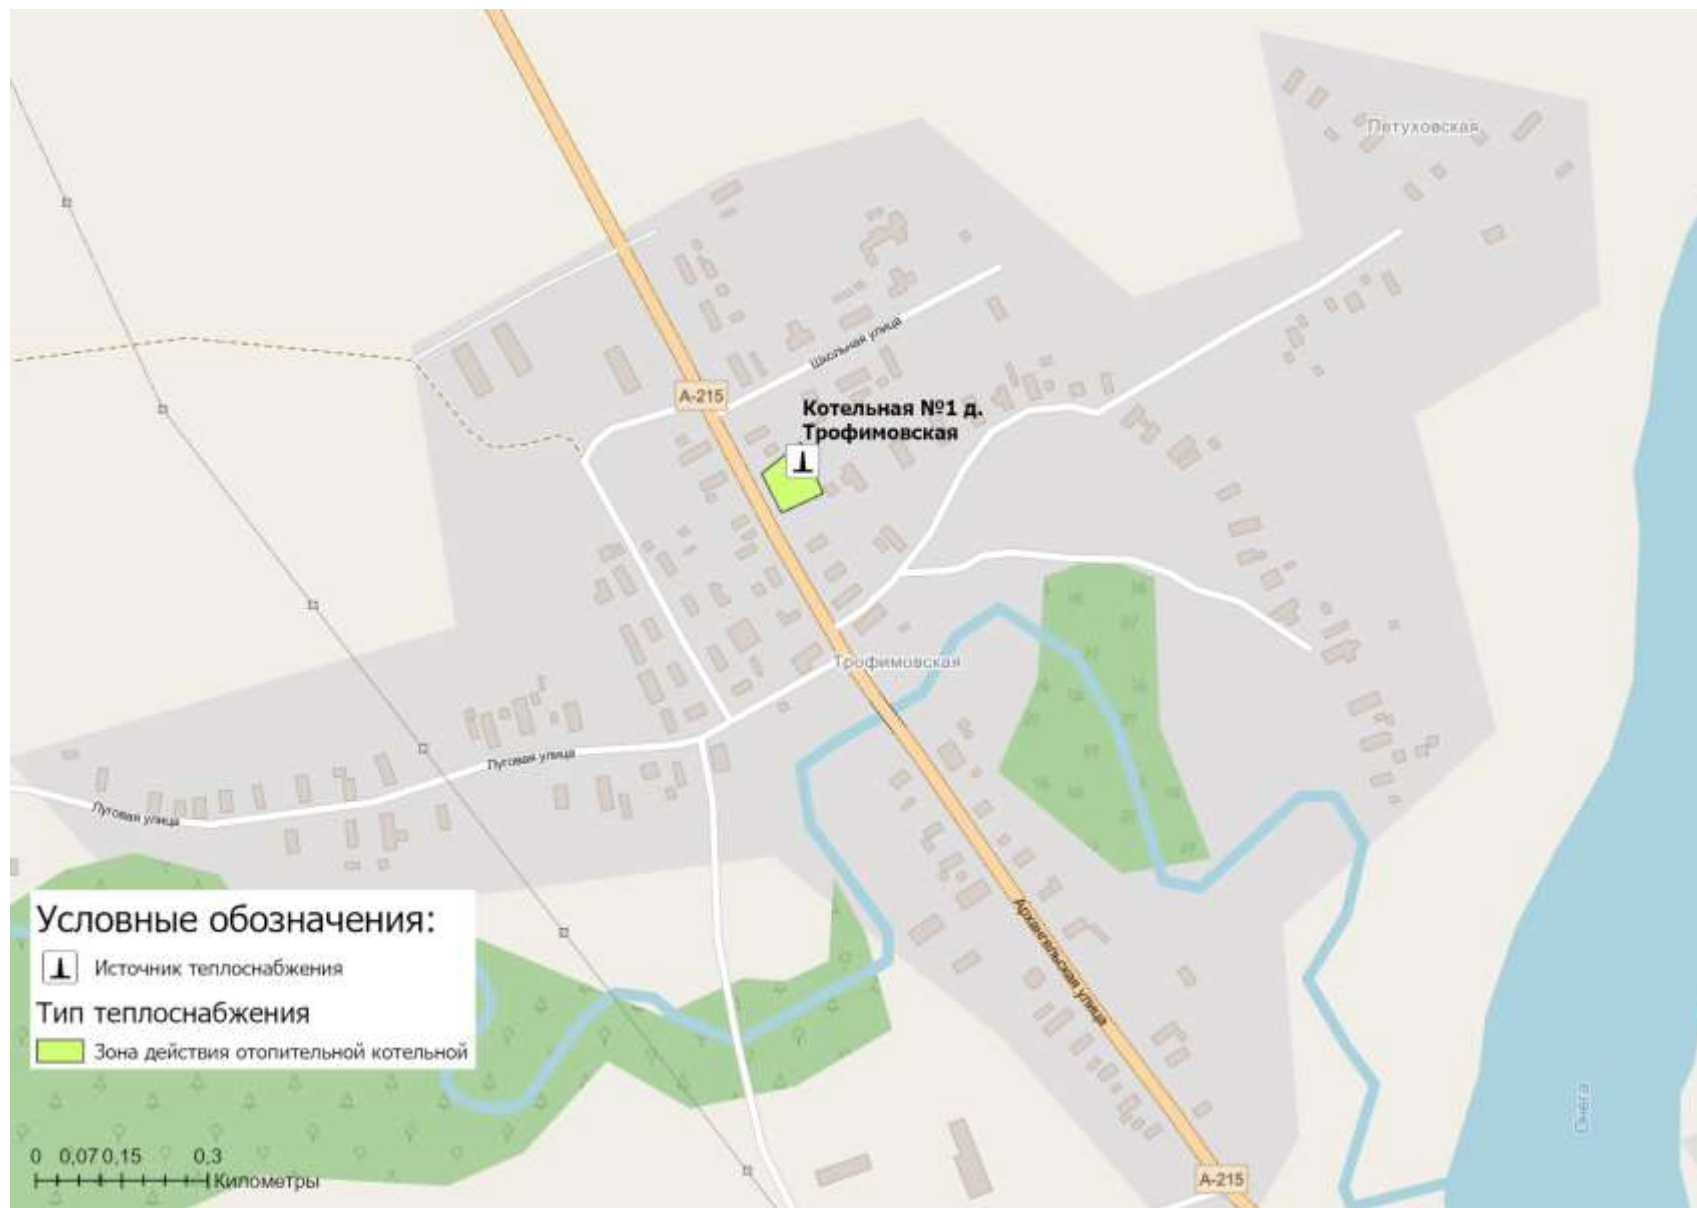 Петуховская
Школьная улица
А-215
Котельная №1 д.
Трофимовская
Трофимовская
Луговая улица
Луговая улица
Архангельская улица
Условные обозначения:
Источник теплоснабжения
Тип теплоснабжения
Зона действия отопительной котельной
Онега
0 0,07 0,15 0,3
Километры
А-215